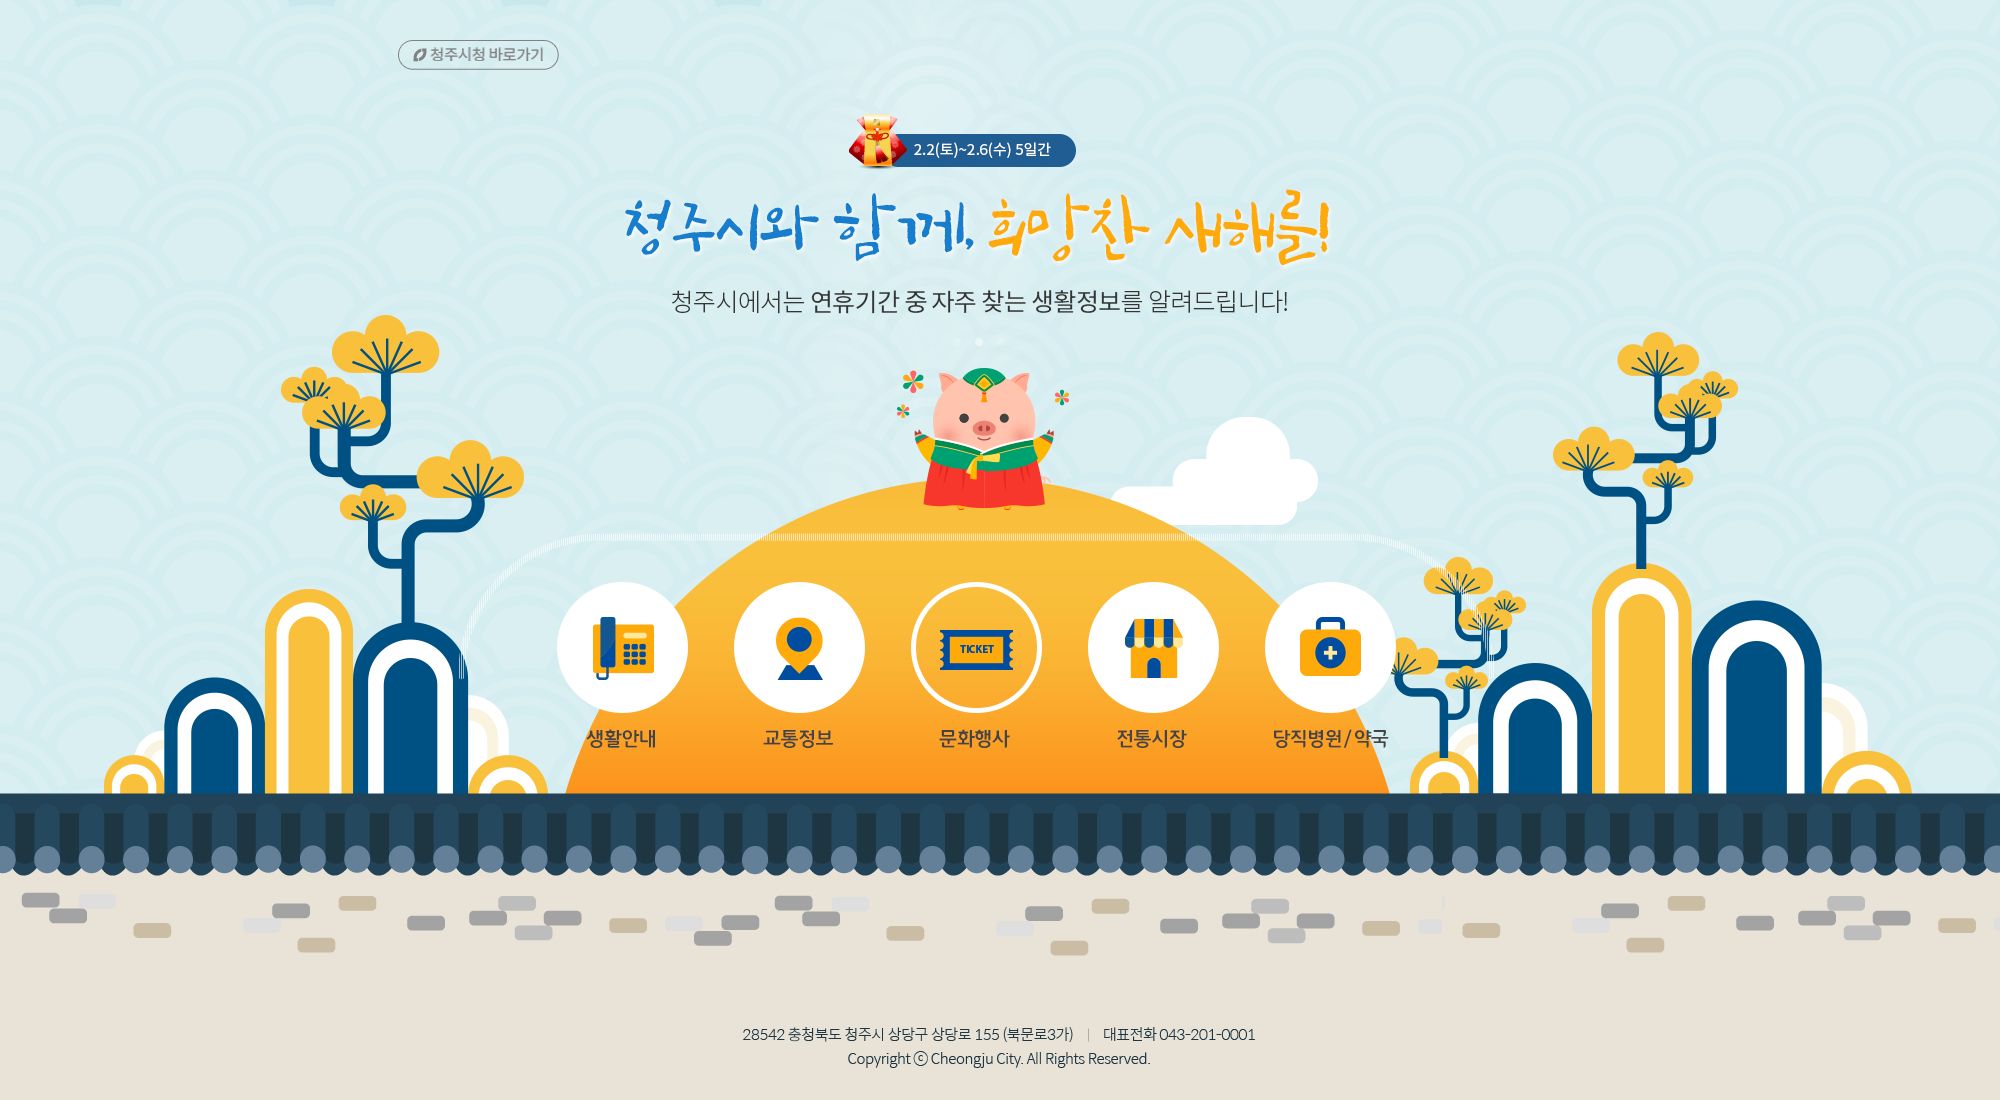 청주시청 바로가기
2.2(토)~2.6(수) 5일간
청주시와 함께, 희망찬 새해를!
청주시에서는 연휴기간 중 자주 찾는 생활정보를 알려드립니다!
TICKET
생활안내
교통정보
문화행사
전통시장
당직병원/약국
28542 충청북도 청주시 상당구 상당로 155 (북문로3가) | 대표전화 043-201-0001
Copyright ⓒ Cheongju City. All Rights Reserved.